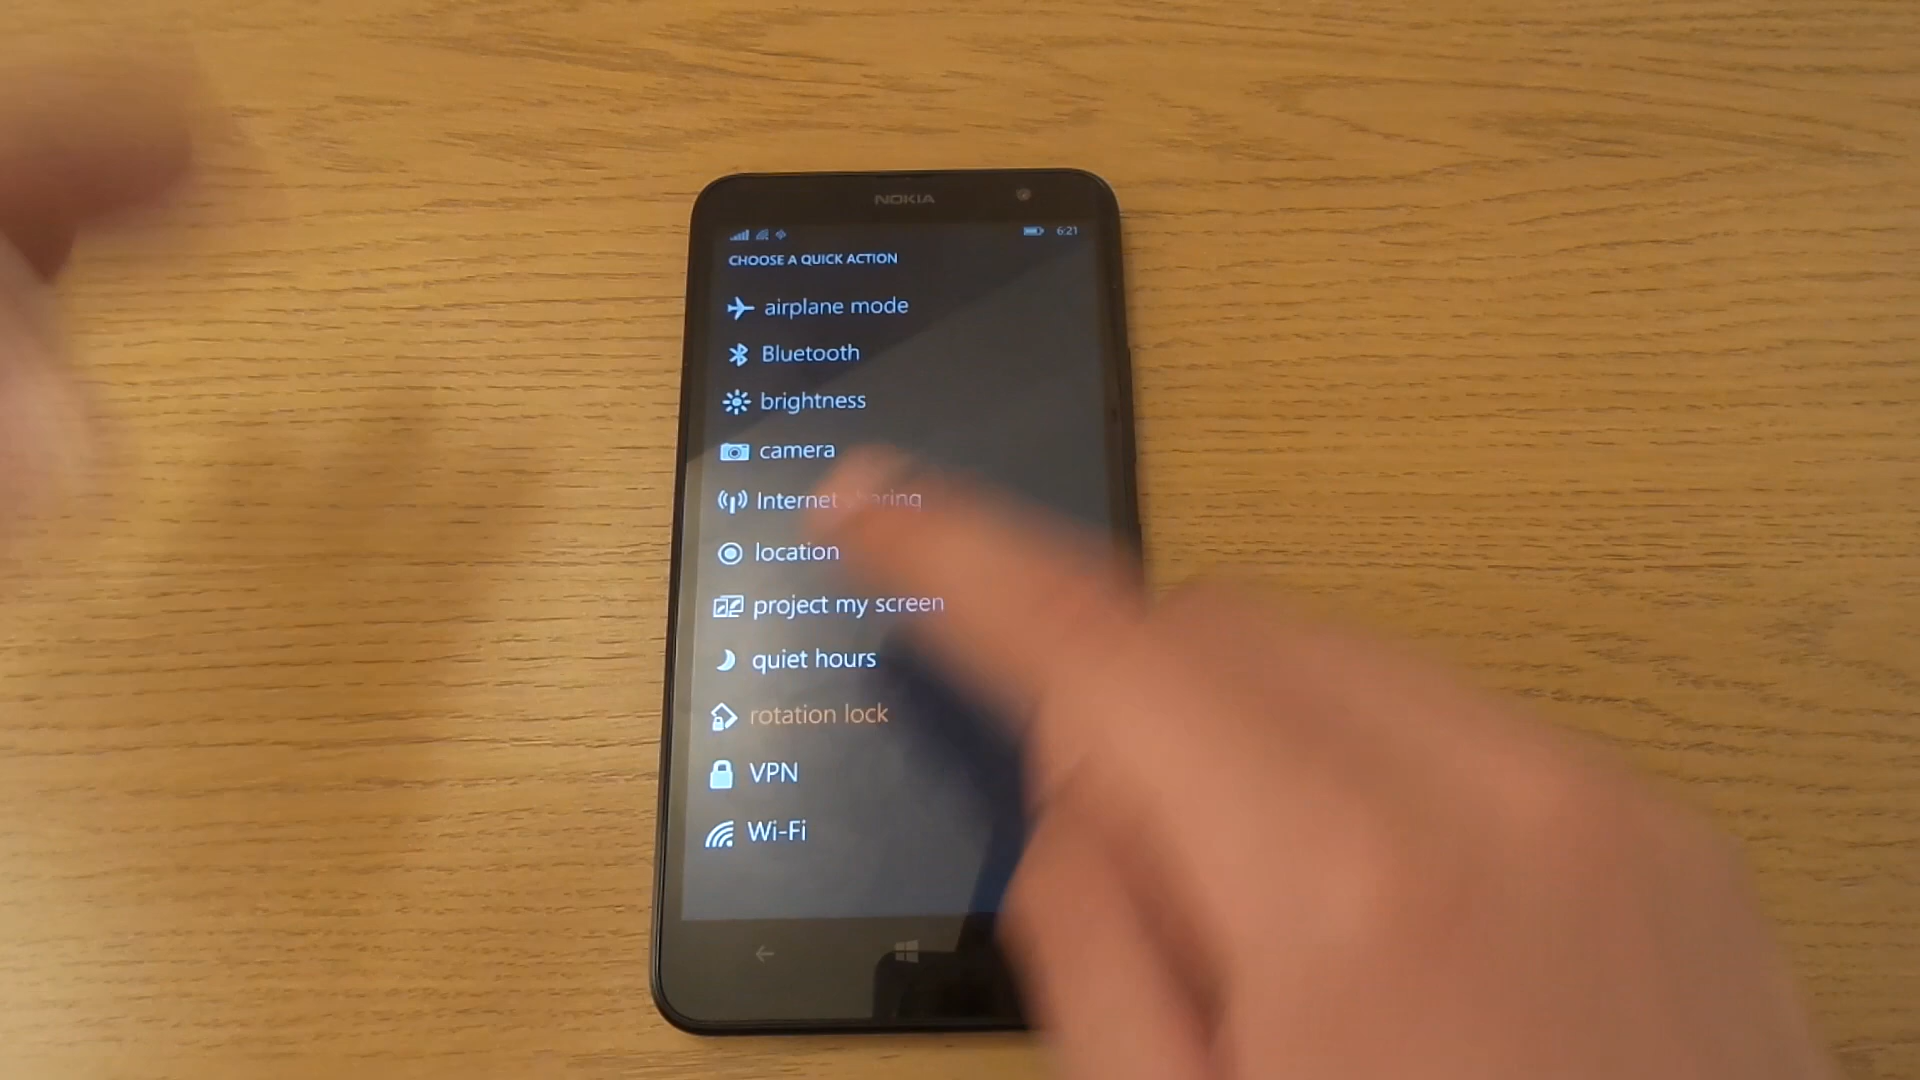 NOKIA
6:21
CHOOSE A QUICK ACTION
airplane mode
Bluetooth
brightness
camera
Internet sharing
location
project my screen
quiet hours
rotation lock
VPN
Wi-Fi